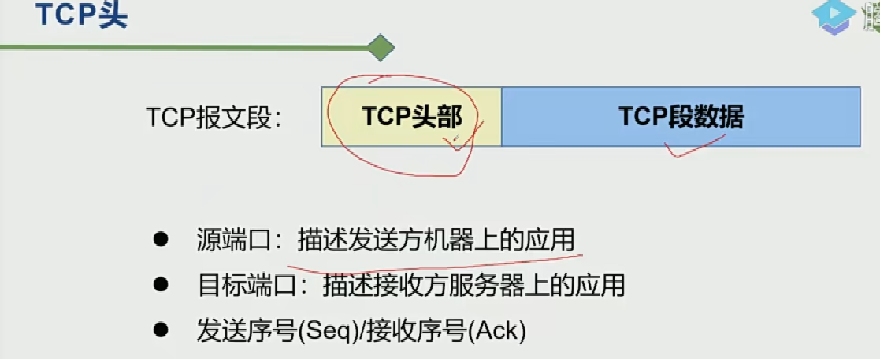 TCP头
TCP报文段： TCP头部 TCP段数据
● 源端口：描述发送方机器上的应用
● 目标端口：描述接收方服务器上的应用
● 发送序号(Seq)/接收序号(Ack)